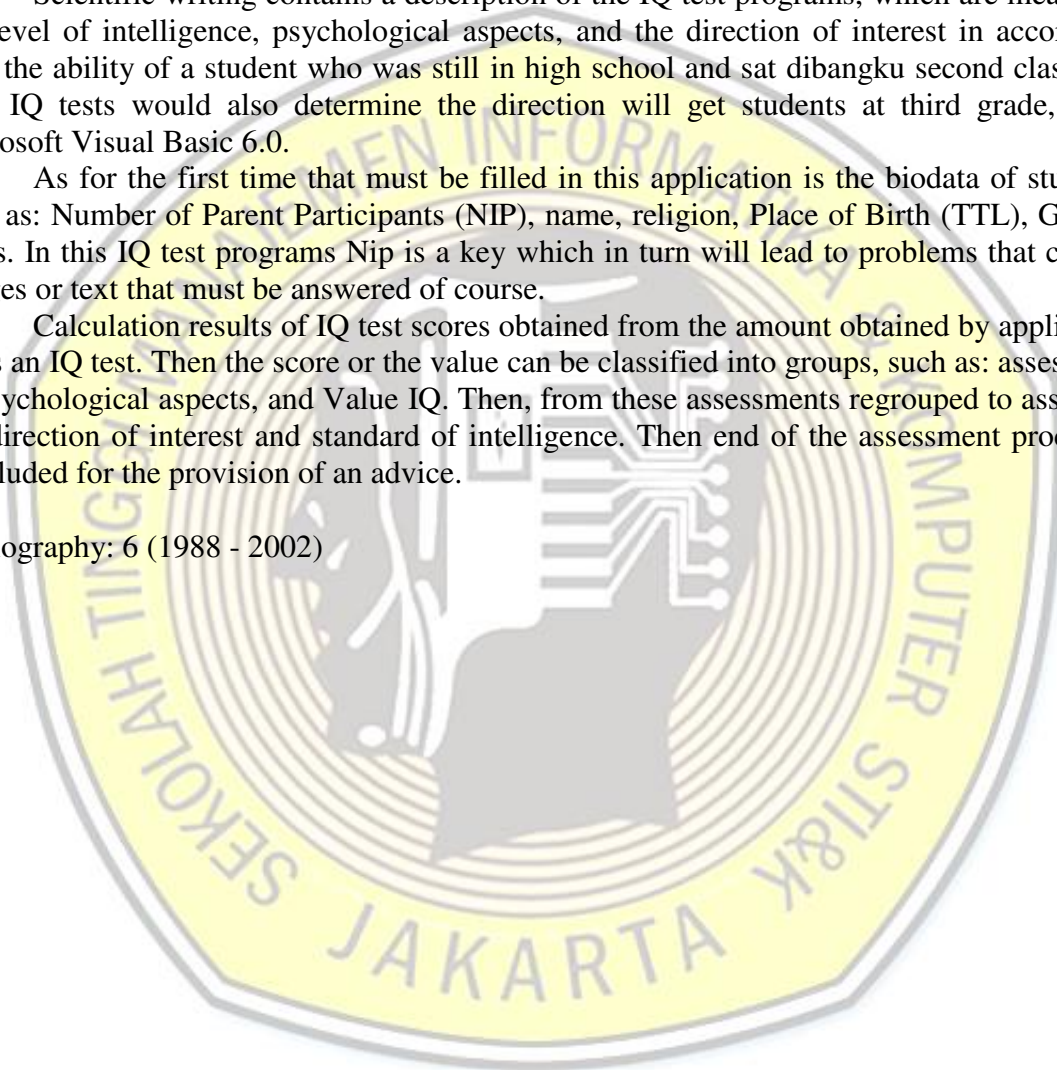 Scientific writing contains a description of the IQ test programs, which are mea
evel of intelligence, psychological aspects, and the direction of interest in acco
the ability of a student who was still in high school and sat dibangku second clas
IQ tests would also determine the direction will get students at third grade,
osoft Visual Basic 6.0.
As for the first time that must be filled in this application is the biodata of stu
as: Number of Parent Participants (NIP), name, religion, Place of Birth (TTL), G
s. In this IQ test programs Nip is a key which in turn will lead to problems that c
es or text that must be answered of course.
Calculation results of IQ test scores obtained from the amount obtained by appli
s an IQ test. Then the score or the value can be classified into groups, such as: asses
ychological aspects, and Value IQ. Then, from these assessments regrouped to ass
direction of interest and standard of intelligence. Then end of the assessment pro
luded for the provision of an advice.
ography: 6 (1988 - 2002)
SEKOLAH TINGGI MANAJEMEN INFORMATIKA & KOMPUTER STI&K
JAKARTA